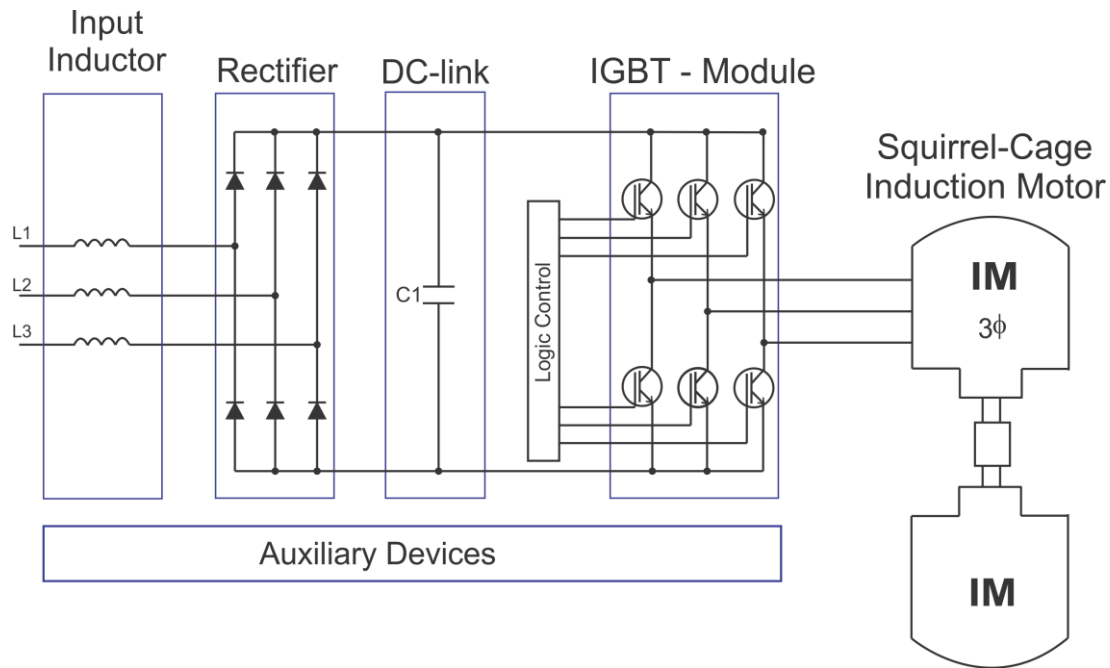 Input
Inductor
Rectifier
DC-link
IGBT - Module
Squirrel-Cage
Induction Motor
L1
L2
L3
C1
Logic Control
IM
3ϕ
Auxiliary Devices
IM